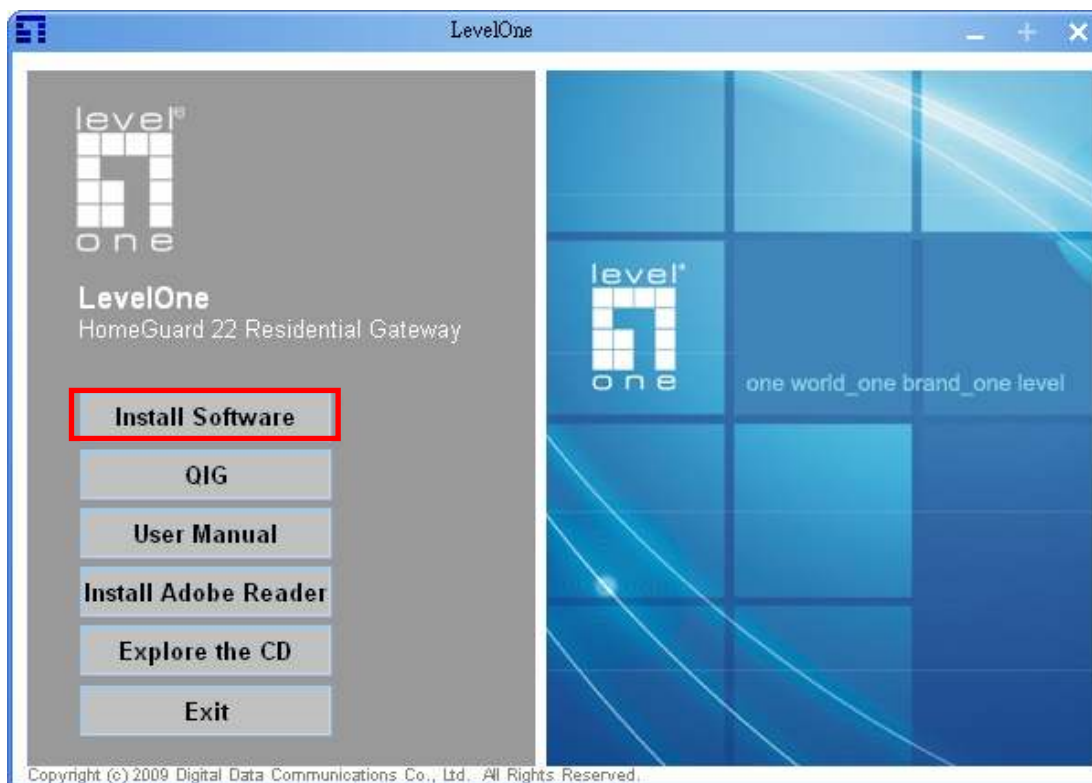 LevelOne
level®
one
LevelOne
HomeGuard 22 Residential Gateway
Install Software
QIG
User Manual
Install Adobe Reader
Explore the CD
Exit
level®
one
one world_one brand_one level
Copyright (c) 2009 Digital Data Communications Co., Ltd. All Rights Reserved.